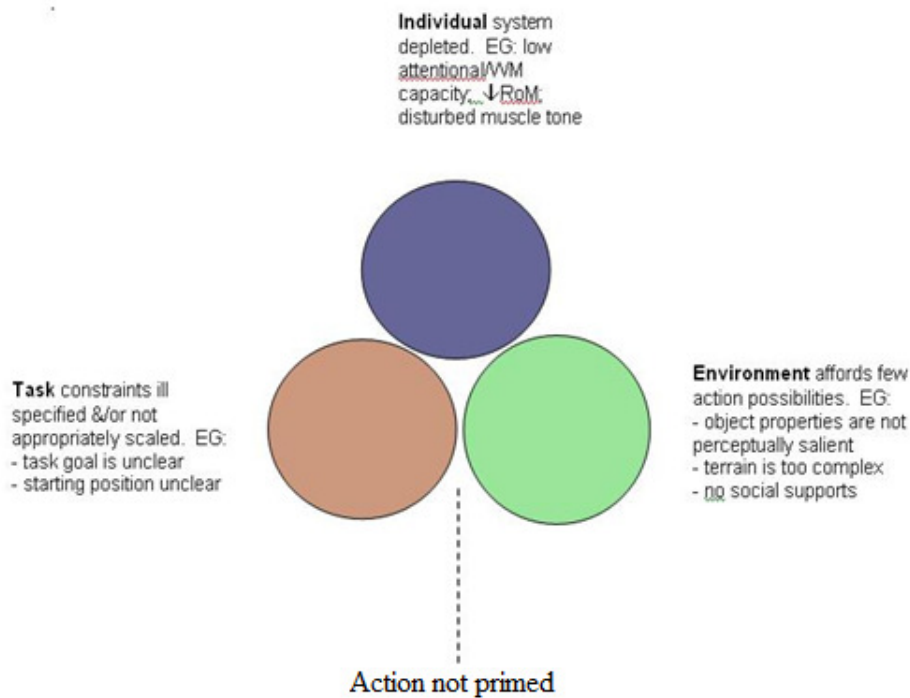 Individual system
depleted.  EG: low
attentional/WM
capacity; ↓RoM;
disturbed muscle tone
Task constraints ill
specified &/or not
appropriately scaled.  EG:
- task goal is unclear
- starting position unclear
Environment affords few
action possibilities.  EG:
- object properties are not
perceptually salient
- terrain is too complex
- no social supports
Action not primed